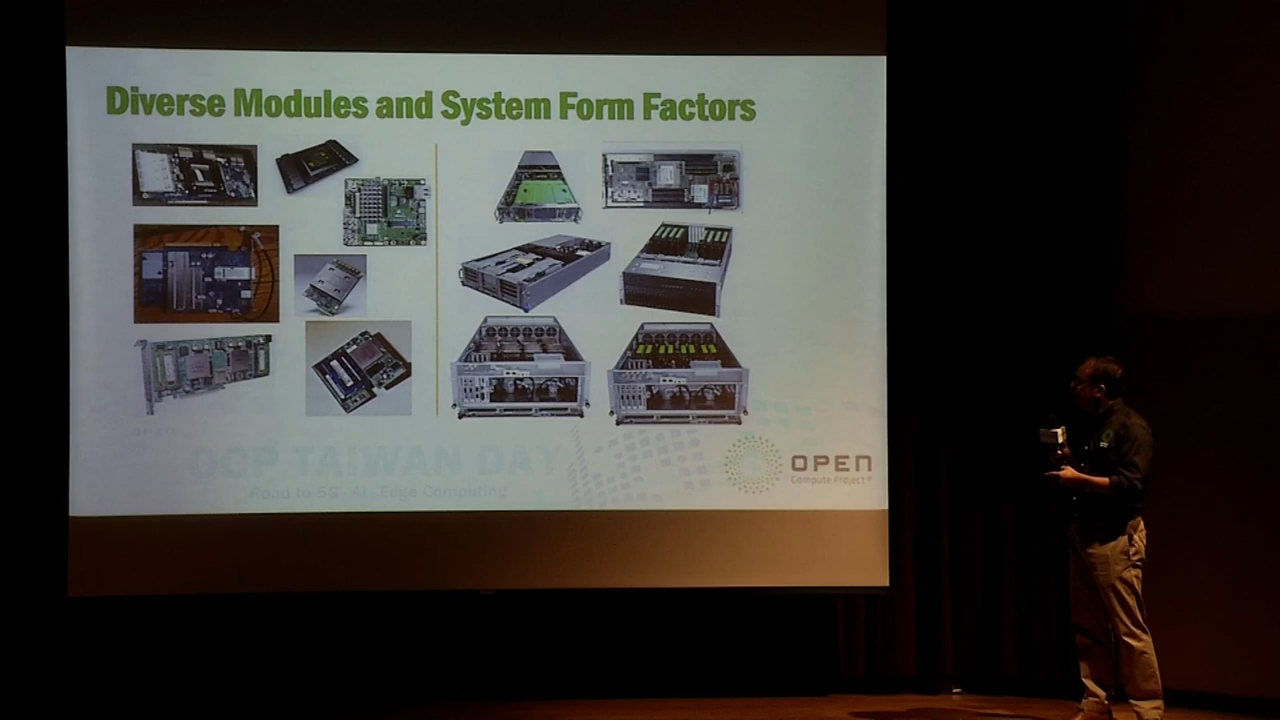 Diverse Modules and System Form Factors
OCP TAIWAN DAY
Road to 5G · AI · Edge Computing
OPEN
Compute Project®